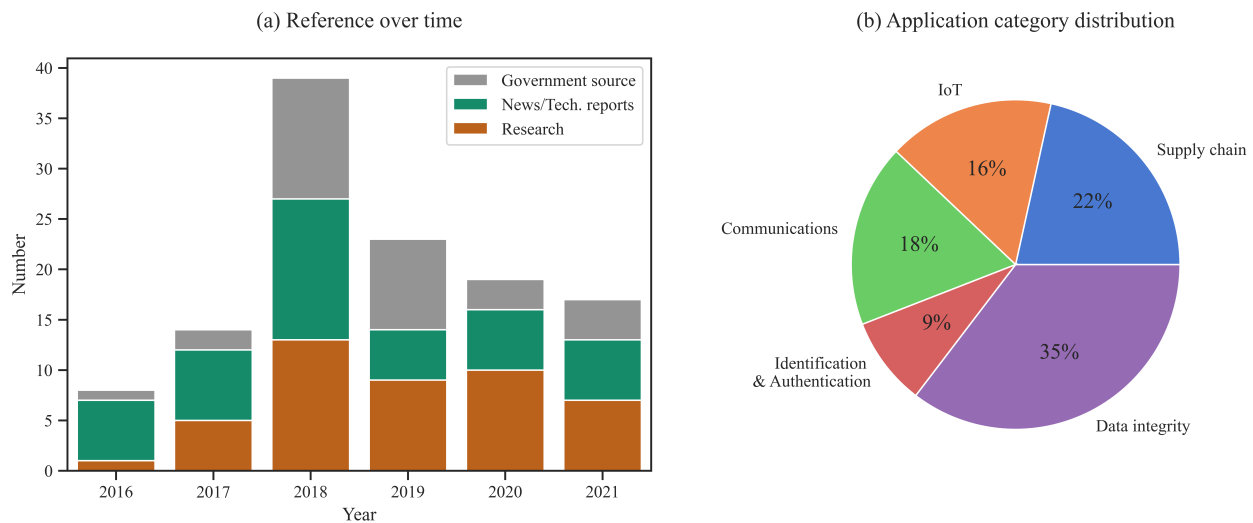 (a) Reference over time
40
35
30
25
20
15
10
5
0
Number
Government source
News/Tech. reports
Research
2016 2017 2018 2019 2020 2021
Year
(b) Application category distribution
IoT
Supply chain
16%
22%
Communications
18%
9%
Identification
& Authentication
35%
Data integrity